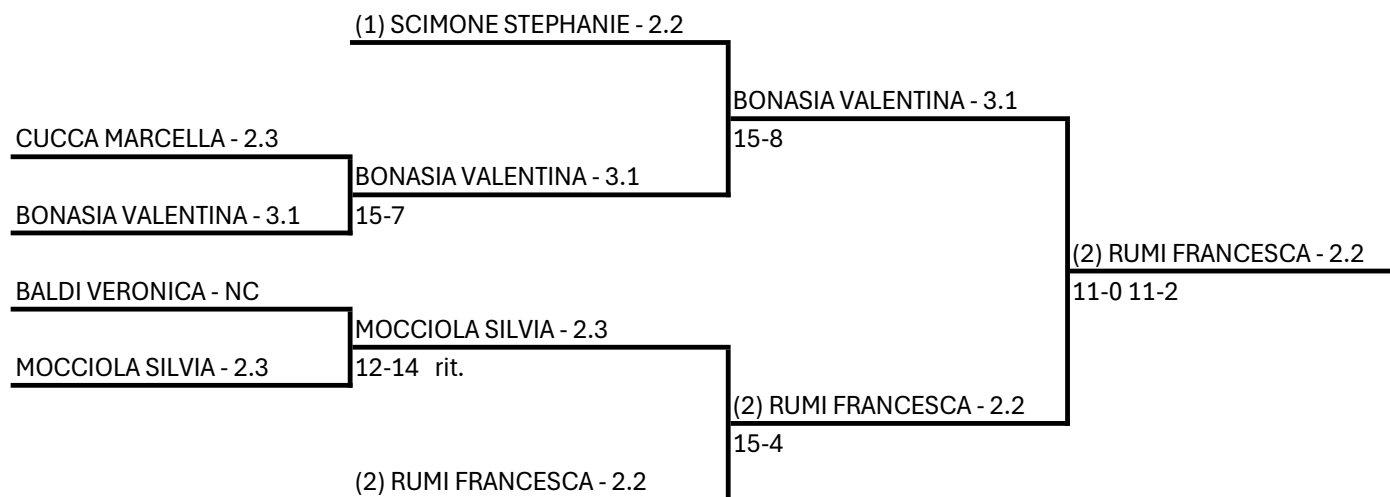 (1) SCIMONE STEPHANIE - 2.2
BONASIA VALENTINA - 3.1
CUCCA MARCELLA - 2.3
15-8
BONASIA VALENTINA - 3.1
BONASIA VALENTINA - 3.1
15-7
(2) RUMI FRANCESCA - 2.2
BALDI VERONICA - NC
11-0 11-2
MOCCIOLA SILVIA - 2.3
MOCCIOLA SILVIA - 2.3
12-14 rit.
(2) RUMI FRANCESCA - 2.2
15-4
(2) RUMI FRANCESCA - 2.2